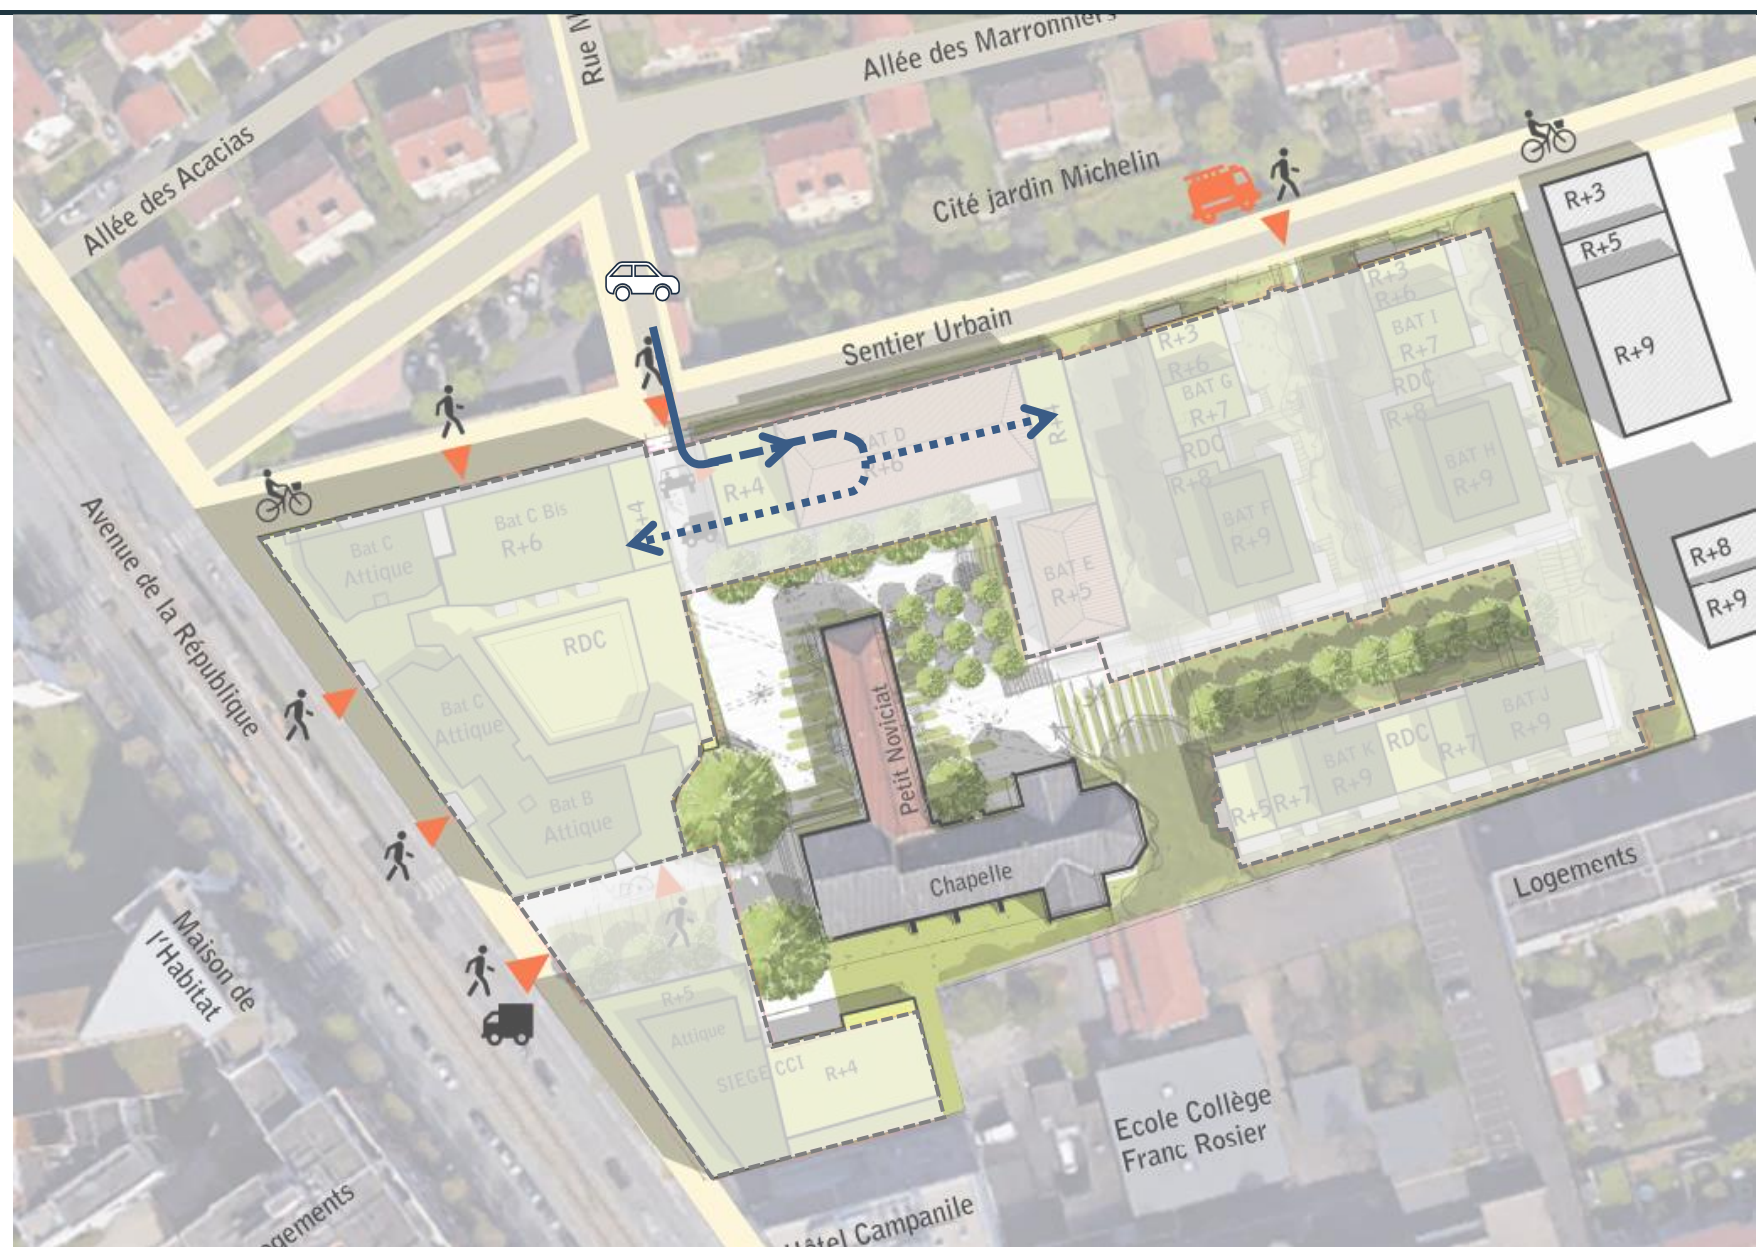 Rue M
Allée des Marronniers
Allée des Acacias
Cité jardin Michelin
Sentier Urbain
R+3
R+5
R+9
R+3
R+6
BAT I
R+7
RDC
R+8
BAT H
R+9
R+3
R+6
BAT G
R+7
RDC
R+8
BAT F
R+9
BAT D
R+6
R+4
R+4
R+4
Bat C Bis
R+6
Bat C
Attique
BAT E
R+5
R+8
R+9
RDC
Avenue de la République
Bat C
Attique
Petit Noviciat
BAT J
R+9
R+7
RDC
BAT K
R+9
R+7
R+5
Bat B
Attique
Chapelle
Logements
Maison de
l'Habitat
R+5
Attique
SIEGE CCI
R+4
Ecole Collège
Franc Rosier
ogements
Hôtel Campanile